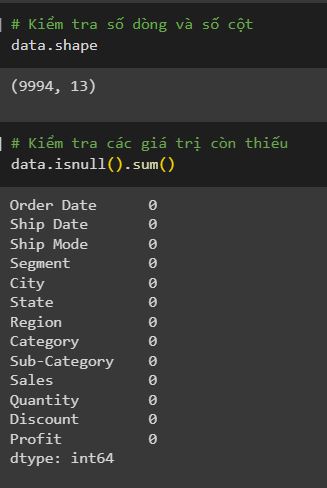 # Kiểm tra số dòng và số cột
data.shape
(9994, 13)
# Kiểm tra các giá trị còn thiếu
data.isnull().sum()
Order Date 0
Ship Date 0
Ship Mode 0
Segment 0
City 0
State 0
Region 0
Category 0
Sub-Category 0
Sales 0
Quantity 0
Discount 0
Profit 0
dtype: int64